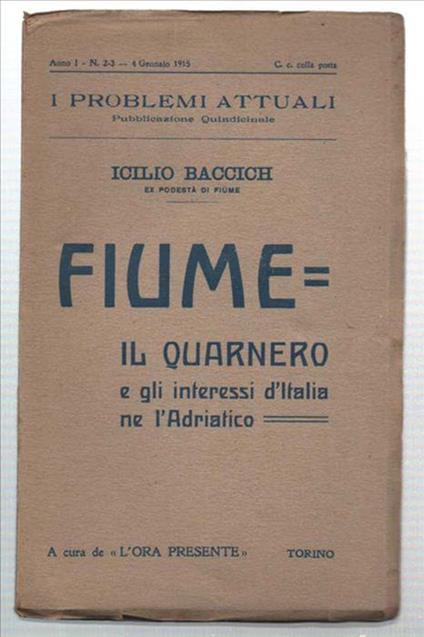 Anno I - N. 2-3 — 4 Gennaio 1915 C. c. colla posta
I PROBLEMI ATTUALI
Pubblicazione Quindicinale
ICILIO BACCICH
EX PODESTÀ DI FIUME
FIUME=
IL QUARNERO
e gli interessi d'Italia
ne l'Adriatico
A cura de «L'ORA PRESENTE» TORINO